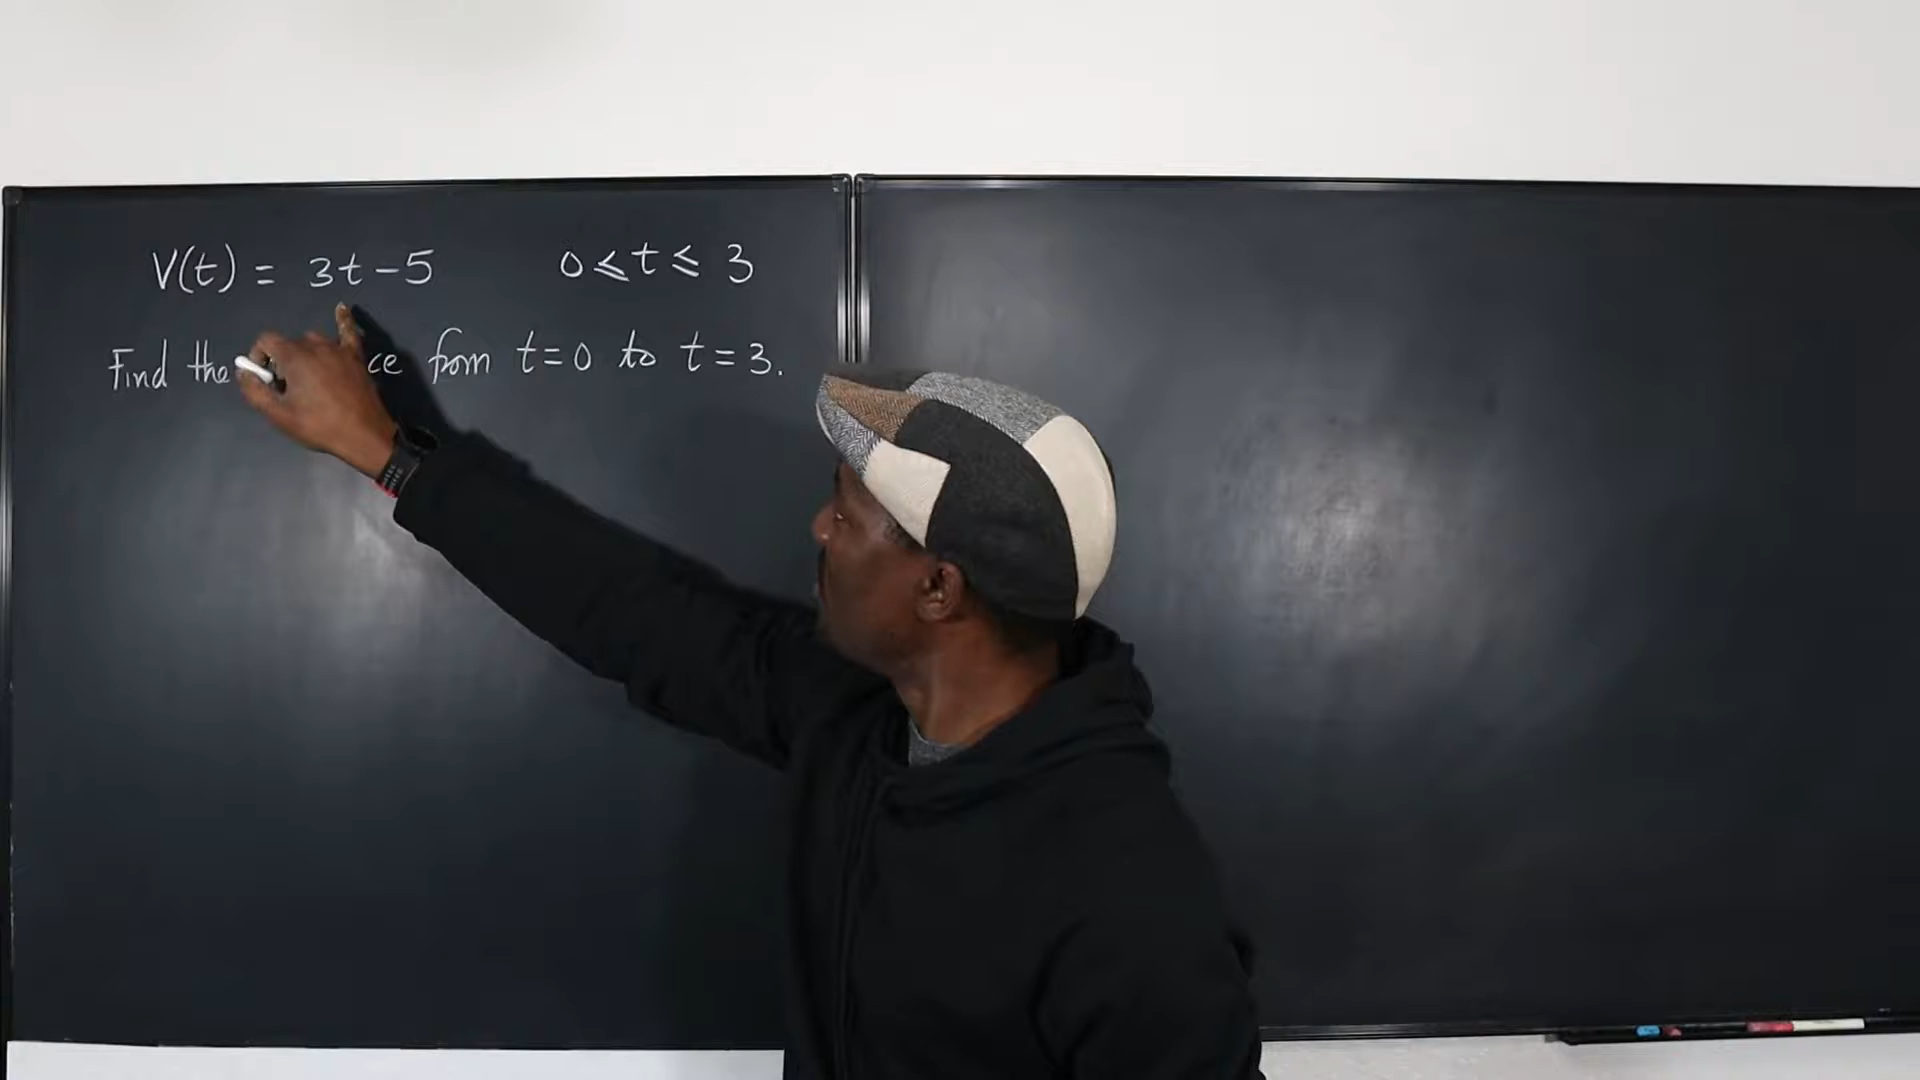 V(t) = 3t-5 0⩽t⩽ 3
Find the ce from t=0 to t=3.